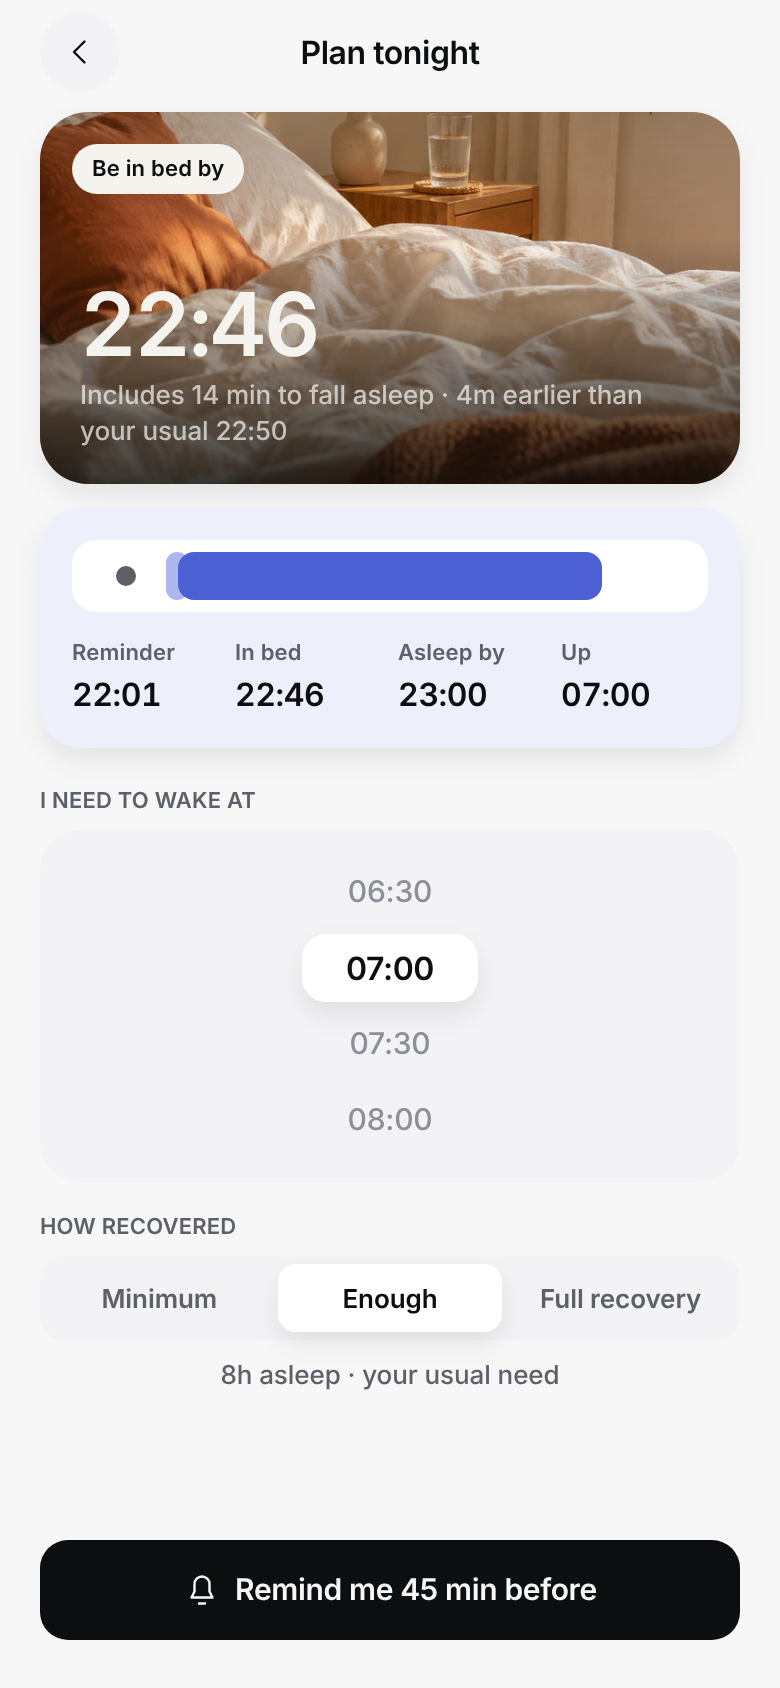 Plan tonight
Be in bed by
22:46
Includes 14 min to fall asleep · 4m earlier than
your usual 22:50
Reminder In bed Asleep by Up
22:01 22:46 23:00 07:00
I NEED TO WAKE AT
06:30
07:00
07:30
08:00
HOW RECOVERED
Minimum Enough Full recovery
8h asleep · your usual need
Remind me 45 min before